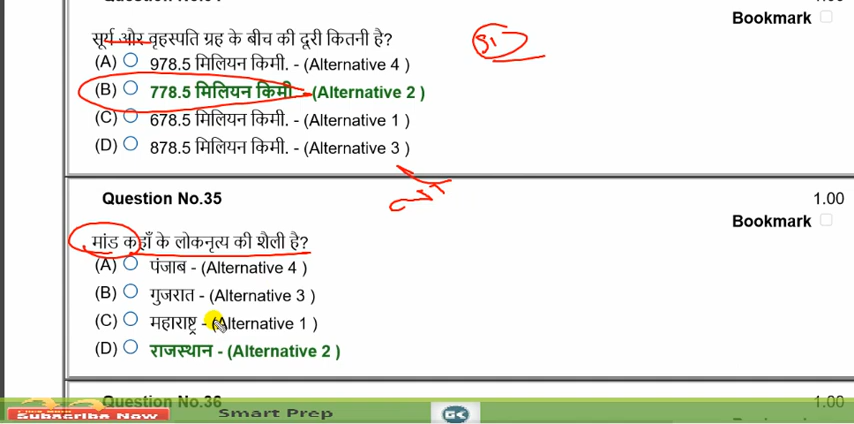 Bookmark
सूर्य और वृहस्पति ग्रह के बीच की दूरी कितनी है?
(A) 978.5 मिलियन किमी. - (Alternative 4 )
(B) 778.5 मिलियन किमी. - (Alternative 2 )
(C) 678.5 मिलियन किमी. - (Alternative 1 )
(D) 878.5 मिलियन किमी. - (Alternative 3 )
Question No.35 1.00
Bookmark
मांड कहाँ के लोकनृत्य की शैली है?
(A) पंजाब - (Alternative 4 )
(B) गुजरात - (Alternative 3 )
(C) महाराष्ट्र - (Alternative 1 )
(D) राजस्थान - (Alternative 2 )
Question No.36 1.00
Subscribe Now Smart Prep GK